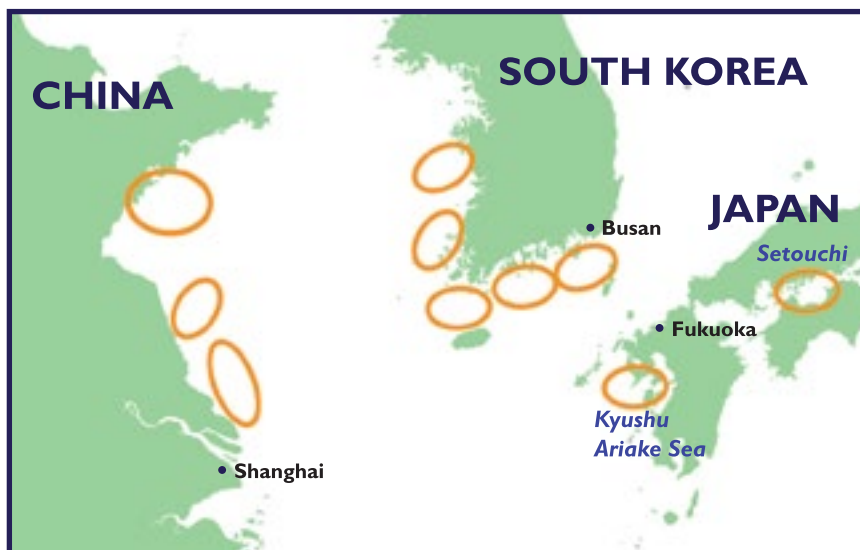 SOUTH KOREA
CHINA
JAPAN
Busan
Setouchi
Fukuoka
Kyushu
Ariake Sea
Shanghai